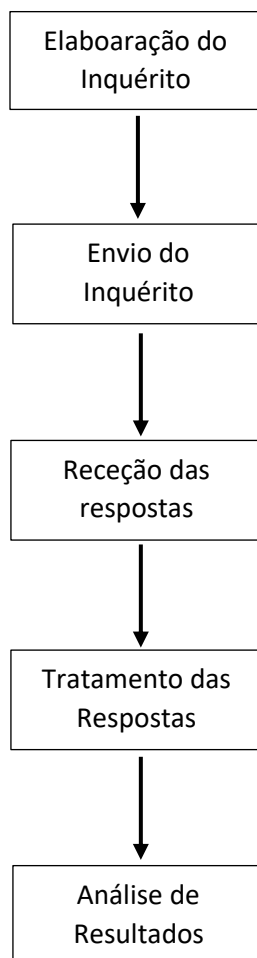 Elaboaração do
Inquérito
Envio do
Inquérito
Receção das
respostas
Tratamento das
Respostas
Análise de
Resultados